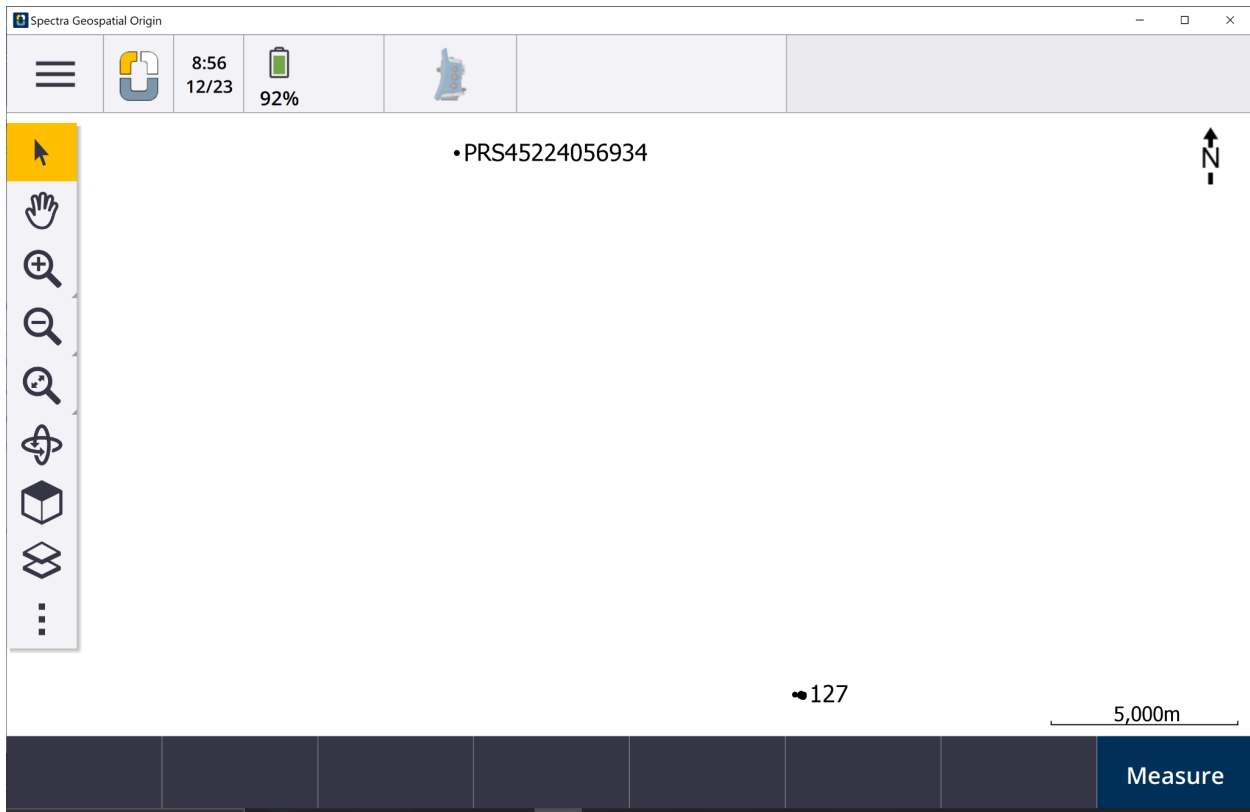 Spectra Geospatial Origin
8:56
12/23
92%
PRS45224056934
N
127
5,000m
Measure